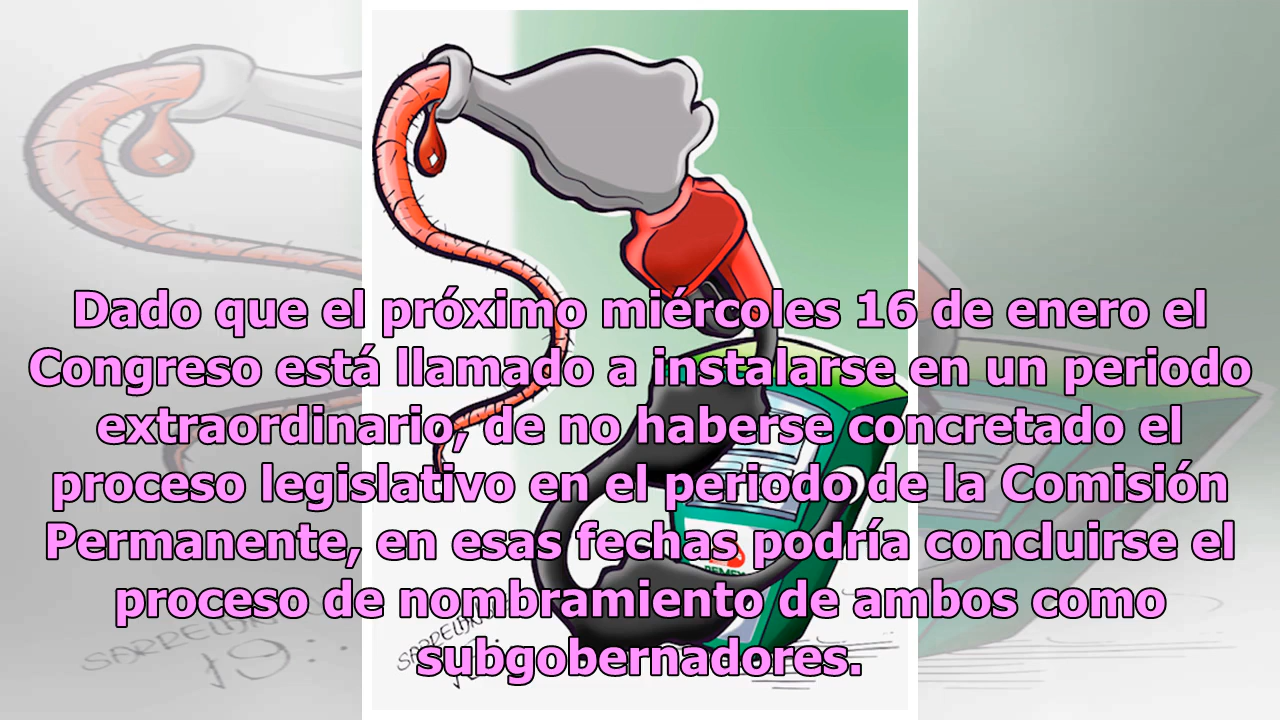 Dado que el próximo miércoles 16 de enero el
Congreso está llamado a instalarse en un periodo
extraordinario, de no haberse concretado el
proceso legislativo en el periodo de la Comisión
Permanente, en esas fechas podría concluirse el
proceso de nombramiento de ambos como
subgobernadores.
PEMEX